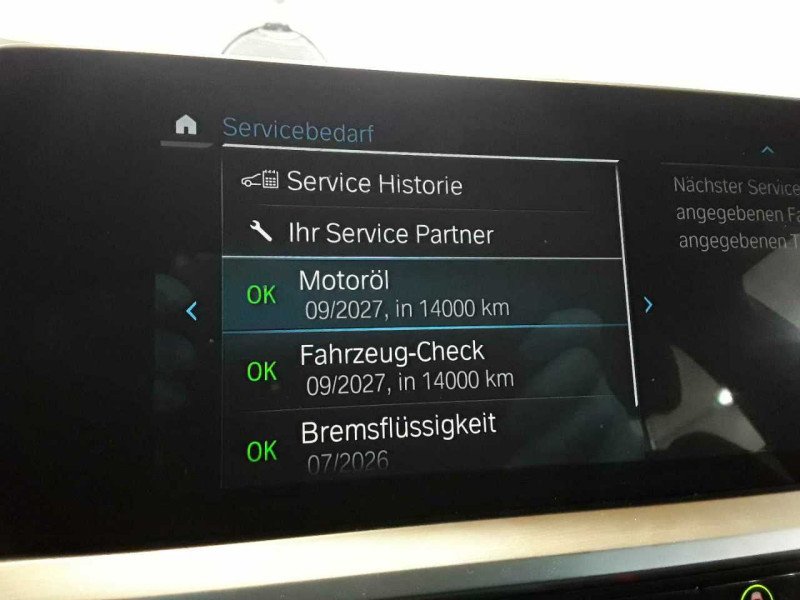 Servicebedarf
Service Historie
Ihr Service Partner
OK Motoröl
09/2027, in 14000 km
OK Fahrzeug-Check
09/2027, in 14000 km
OK Bremsflüssigkeit
07/2026
Nächster Service
angegebenen
angegebenen